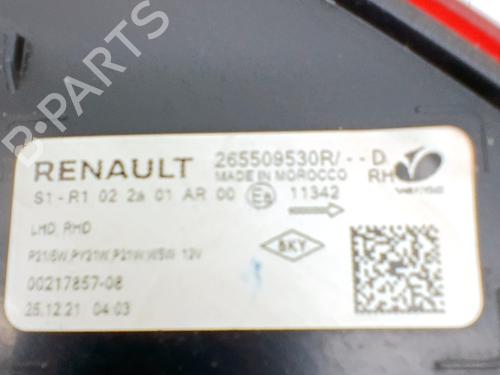 RENAULT
265509530R/--D
MADE IN MOROCCO
RH
valeo
S1-R1 02 2a 01 AR 00
11342
LHD, RHD
P21/5W,PY21W,P21W,W5W 12V
BKY
00217857-08
25.12.21 04:03
B-PARTS